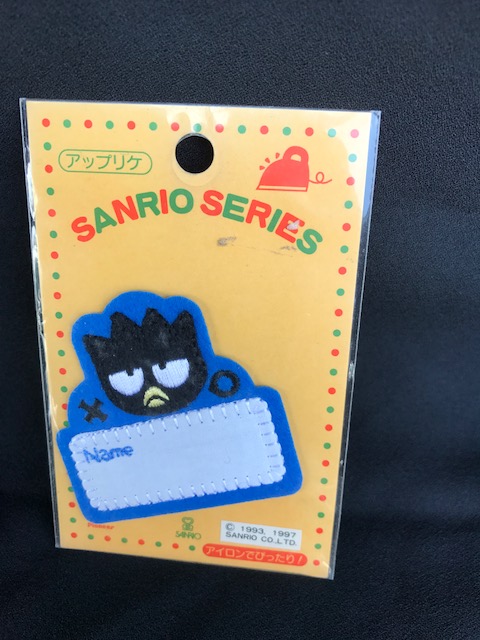 アップリケ
SANRIO SERIES
Name
Pioneer
SANRIO
© 1993, 1997
SANRIO CO.,LTD.
アイロンでぴったり!